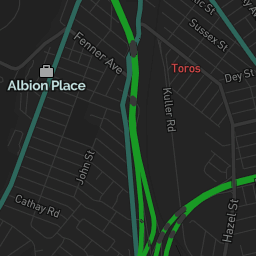 Sussex St
Fenner Ave
Toros
Dey St
Albion Place
Kuller Rd
John St
Cathay Rd
Hazel St